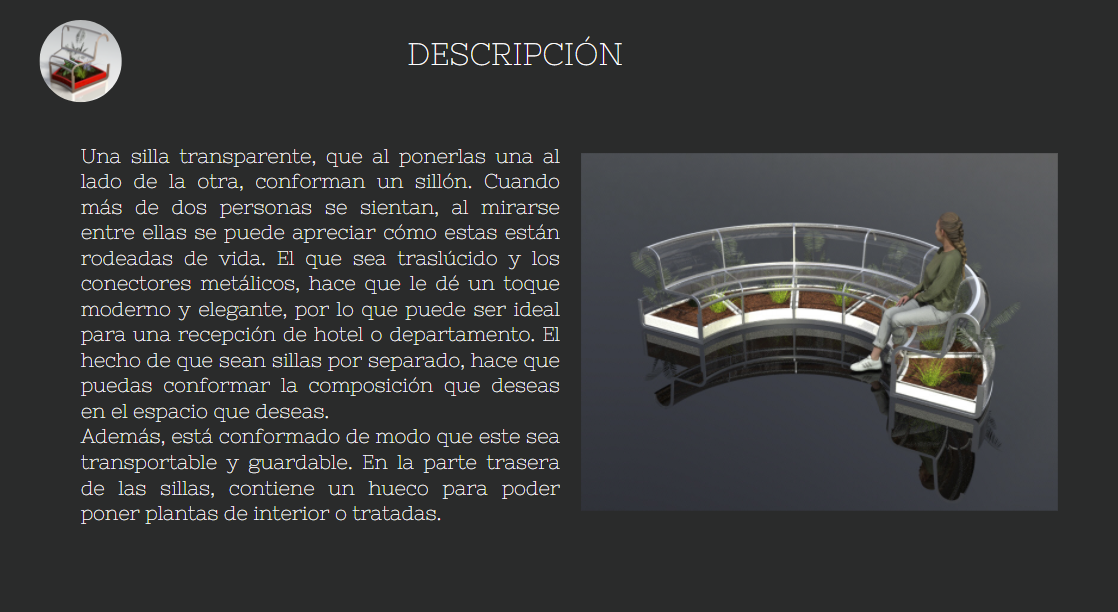 DESCRIPCIÓN
Una silla transparente, que al ponerlas una al
lado de la otra, conforman un sillón. Cuando
más de dos personas se sientan, al mirarse
entre ellas se puede apreciar cómo estas están
rodeadas de vida. El que sea traslúcido y los
conectores metálicos, hace que le dé un toque
moderno y elegante, por lo que puede ser ideal
para una recepción de hotel o departamento. El
hecho de que sean sillas por separado, hace que
puedas conformar la composición que deseas
en el espacio que deseas.
Además, está conformado de modo que este sea
transportable y guardable. En la parte trasera
de las sillas, contiene un hueco para poder
poner plantas de interior o tratadas.